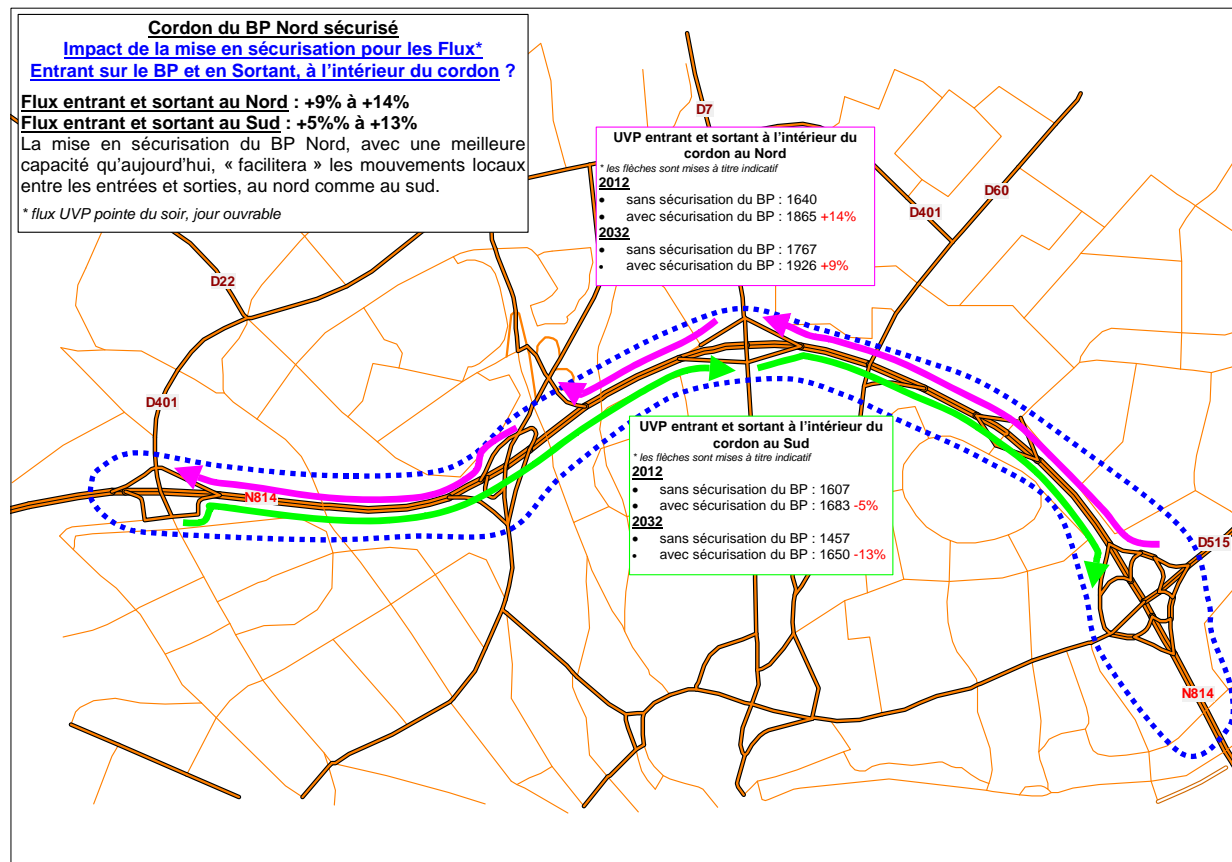 Cordon du BP Nord sécurisé
Impact de la mise en sécurisation pour les Flux*
Entrant sur le BP et en Sortant, à l'intérieur du cordon ?
Flux entrant et sortant au Nord : +9% à +14%
Flux entrant et sortant au Sud : +5%% à +13%
La mise en sécurisation du BP Nord, avec une meilleure
capacité qu'aujourd'hui, « facilitera » les mouvements locaux
entre les entrées et sorties, au nord comme au sud.
* flux UVP pointe du soir, jour ouvrable
D7
UVP entrant et sortant à l'intérieur du
cordon au Nord
* les flèches sont mises à titre indicatif
2012
• sans sécurisation du BP : 1640
• avec sécurisation du BP : 1865 +14%
2032
• sans sécurisation du BP : 1767
• avec sécurisation du BP : 1926 +9%
D60
D401
D22
D401
N814
UVP entrant et sortant à l'intérieur du
cordon au Sud
* les flèches sont mises à titre indicatif
2012
• sans sécurisation du BP : 1607
• avec sécurisation du BP : 1683 -5%
2032
• sans sécurisation du BP : 1457
• avec sécurisation du BP : 1650 -13%
D515
N814